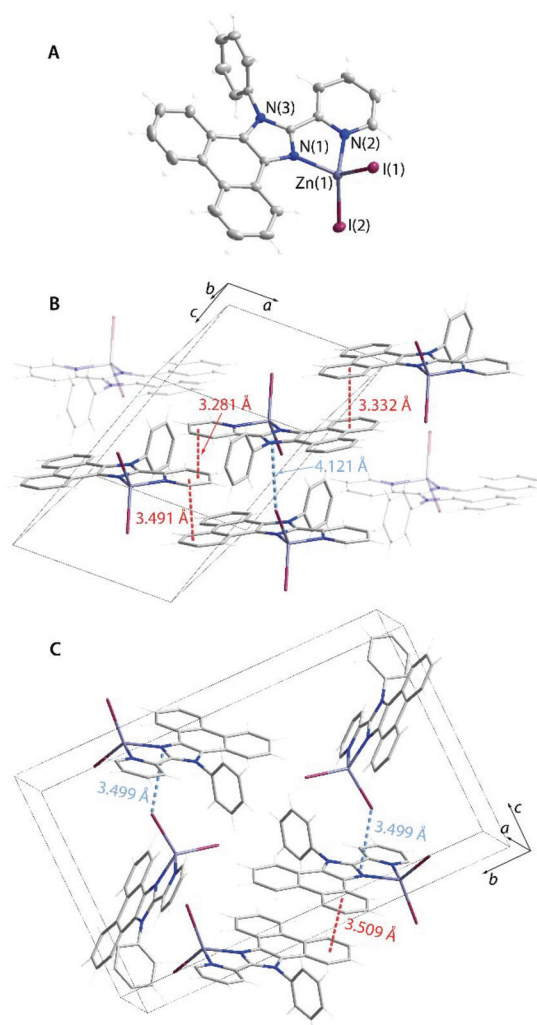 A
N(3)
N(1)
N(2)
Zn(1)
I(1)
I(2)
B
b
a
c
3.281 Å
3.332 Å
4.121 Å
3.491 Å
C
3.499 Å
3.499 Å
c
a
b
3.509 Å